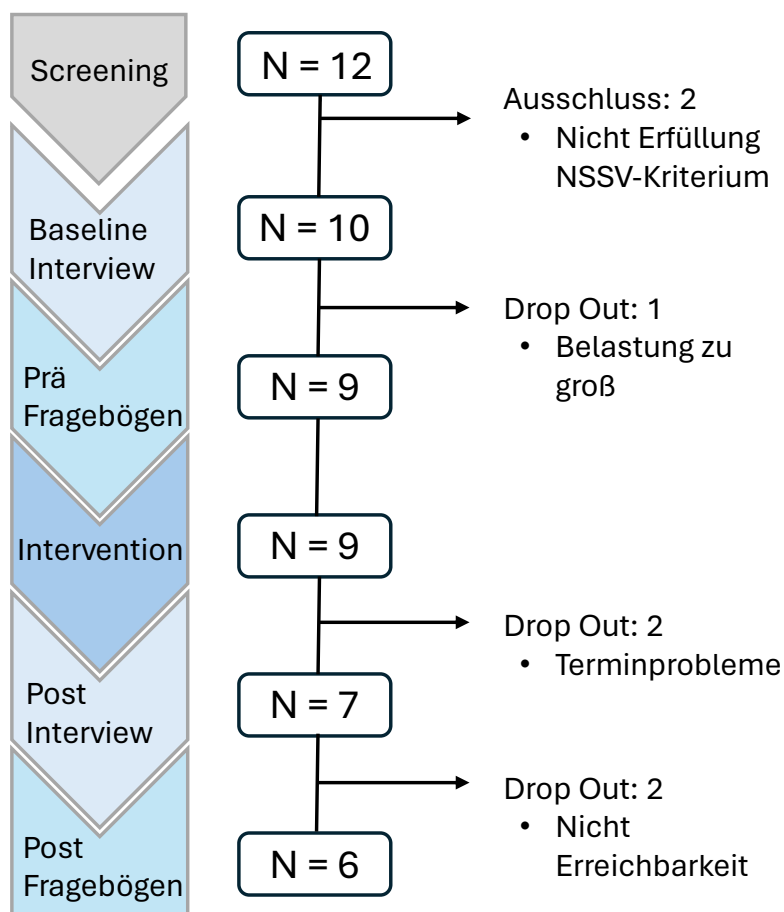 Screening
N = 12
Ausschluss: 2
• Nicht Erfüllung
NSSV-Kriterium
Baseline
Interview
N = 10
Drop Out: 1
• Belastung zu
groß
Prä
Fragebögen
N = 9
Intervention
N = 9
Drop Out: 2
• Terminprobleme
Post
Interview
N = 7
Drop Out: 2
• Nicht
Erreichbarkeit
Post
Fragebögen
N = 6